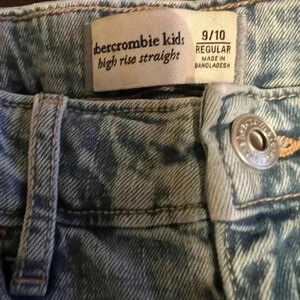 abercrombie kids
high rise straight
9/10
REGULAR
MADE IN
BANGLADESH